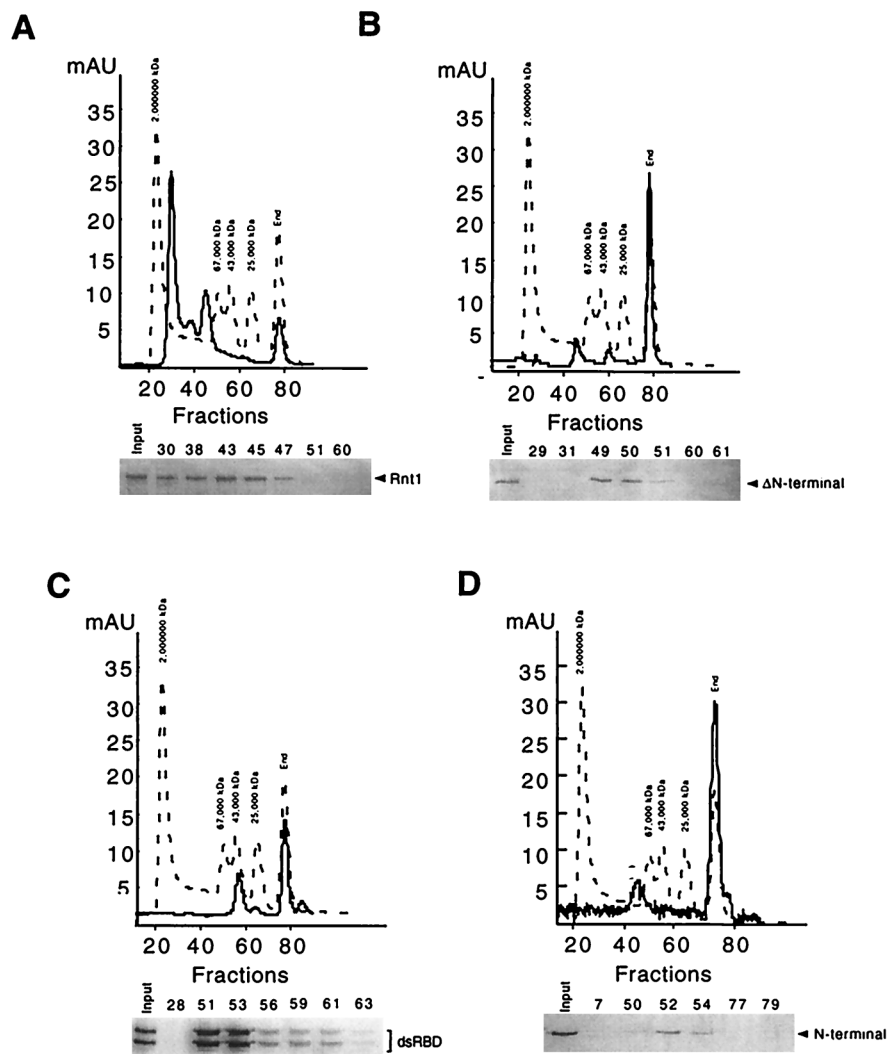 A
mAU
35
30
25
20
15
10
5
2.000000 kDa
67,000 kDa
43,000 kDa
25,000 kDa
End
20 40 60 80
Fractions
Input 30 38 43 45 47 51 60
Rnt1
B
mAU
35
30
25
20
15
10
5
-
2.000000 kDa
67,000 kDa
43,000 kDa
25,000 kDa
End
20 40 60 80
Fractions
Input 29 31 49 50 51 60 61
ΔN-terminal
C
mAU
35
30
25
20
15
10
5
2.000000 kDa
67,000 kDa
43,000 kDa
25,000 kDa
End
20 40 60 80
Fractions
Input 28 51 53 56 59 61 63
dsRBD
D
mAU
35
30
25
20
15
10
5
2.000000 kDa
67,000 kDa
43,000 kDa
25,000 kDa
End
20 40 60 80
Fractions
Input 7 50 52 54 77 79
N-terminal